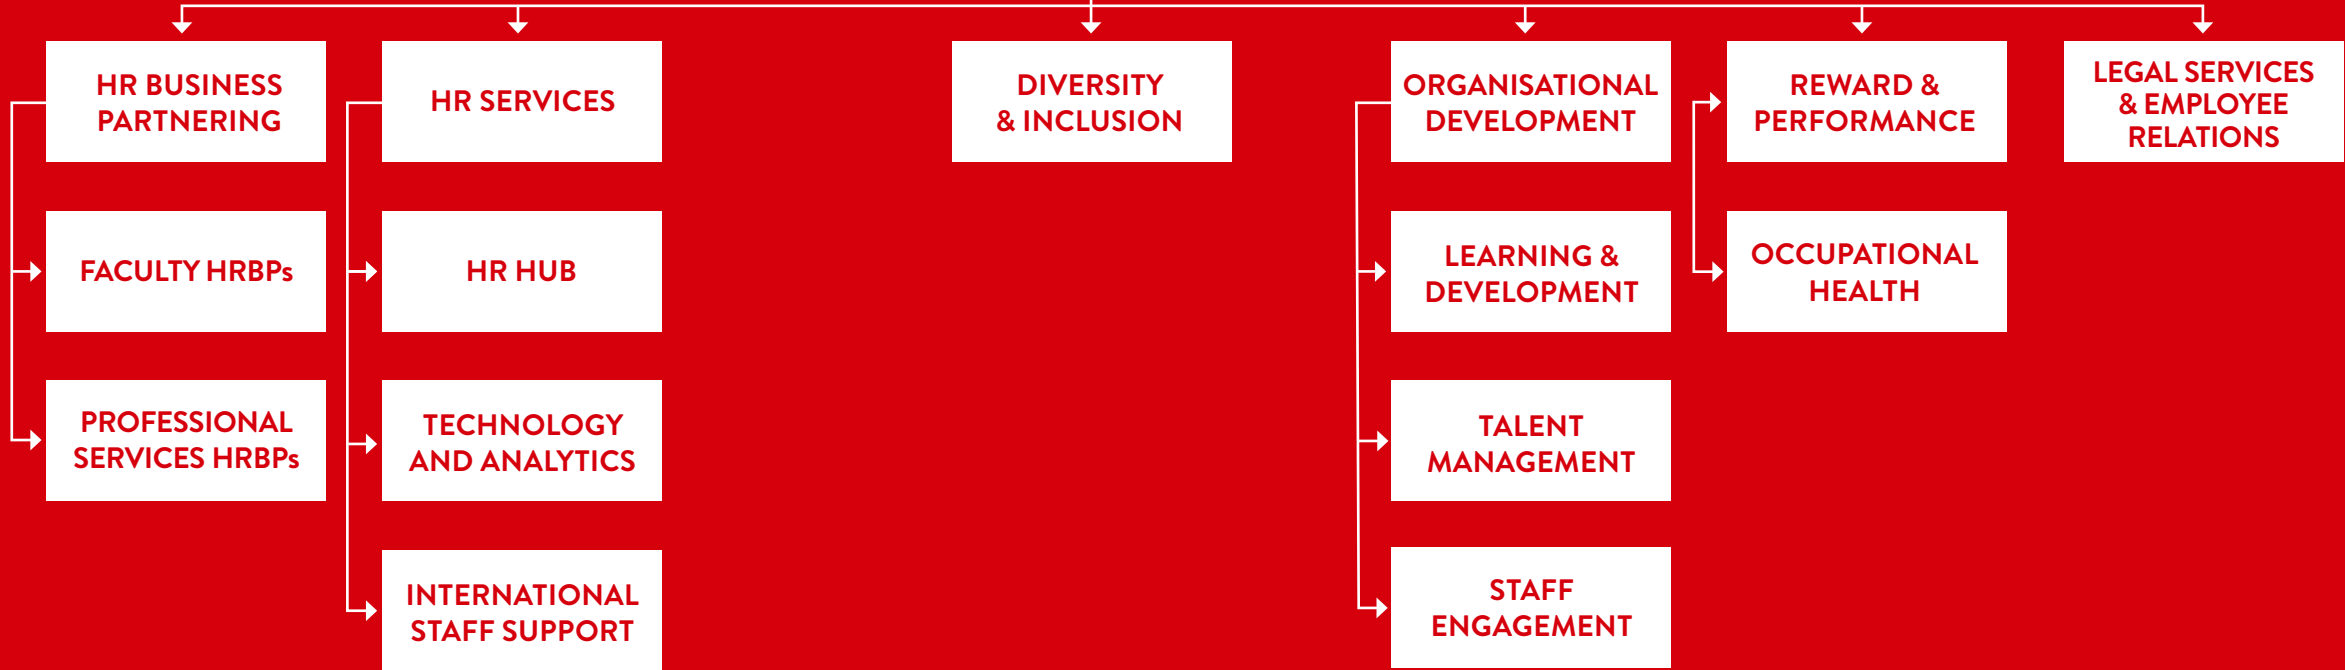 HR BUSINESS
PARTNERING
HR SERVICES
DIVERSITY
& INCLUSION
ORGANISATIONAL
DEVELOPMENT
REWARD &
PERFORMANCE
LEGAL SERVICES
& EMPLOYEE
RELATIONS
FACULTY HRBPs
HR HUB
LEARNING &
DEVELOPMENT
OCCUPATIONAL
HEALTH
PROFESSIONAL
SERVICES HRBPs
TECHNOLOGY
AND ANALYTICS
TALENT
MANAGEMENT
INTERNATIONAL
STAFF SUPPORT
STAFF
ENGAGEMENT